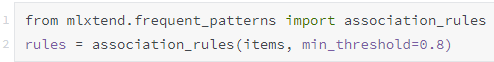 1 from mlxtend.frequent_patterns import association_rules
2 rules = association_rules(items, min_threshold=0.8)